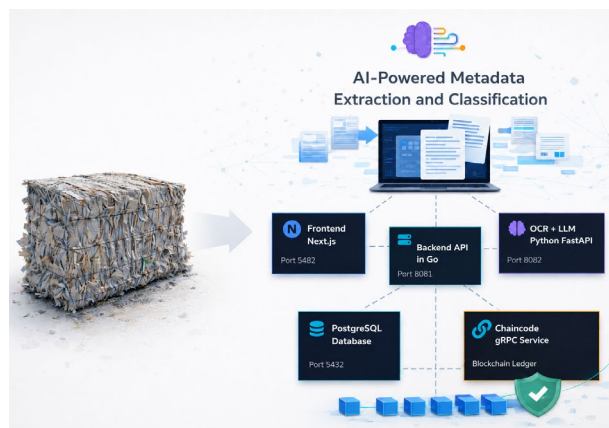 AI-Powered Metadata
Extraction and Classification
N
Frontend
Next.js
Port 5482
Backend API
in Go
Port 8081
OCR + LLM
Python FastAPI
Port 8082
PostgreSQL
Database
Port 5432
Chaincode
gRPC Service
Blockchain Ledger